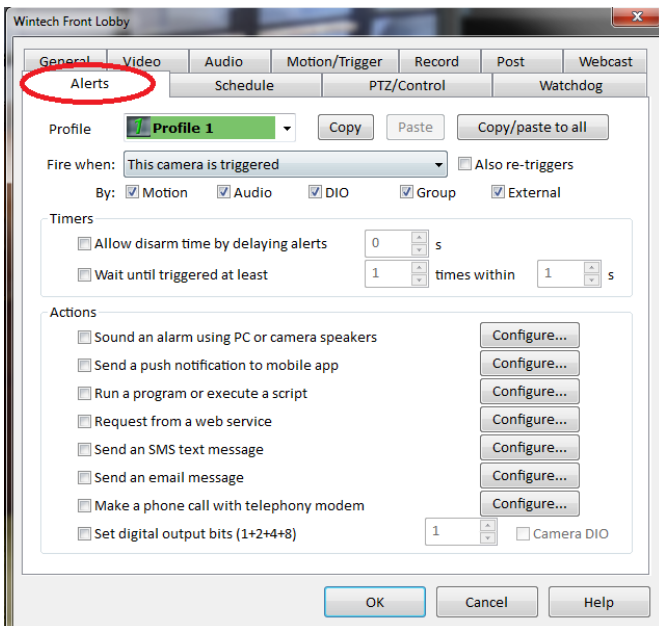 Wintech Front Lobby
x
General Video Audio Motion/Trigger Record Post Webcast
Alerts Schedule PTZ/Control Watchdog
Profile 1 Profile 1 Copy Paste Copy/paste to all
Fire when: This camera is triggered Also re-triggers
By: Motion Audio DIO Group External
Timers
Allow disarm time by delaying alerts 0 s
Wait until triggered at least 1 times within 1 s
Actions
Sound an alarm using PC or camera speakers Configure...
Send a push notification to mobile app Configure...
Run a program or execute a script Configure...
Request from a web service Configure...
Send an SMS text message Configure...
Send an email message Configure...
Make a phone call with telephony modem Configure...
Set digital output bits (1+2+4+8) 1 Camera DIO
OK Cancel Help